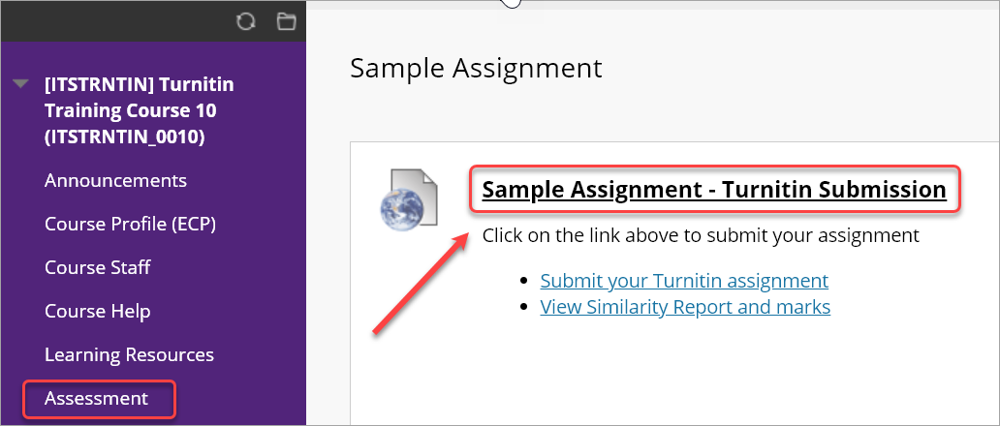 [ITSTRNTIN] Turnitin
Training Course 10
(ITSTRNTIN_0010)
Announcements
Course Profile (ECP)
Course Staff
Course Help
Learning Resources
Assessment
Sample Assignment
Sample Assignment - Turnitin Submission
Click on the link above to submit your assignment
Submit your Turnitin assignment
View Similarity Report and marks